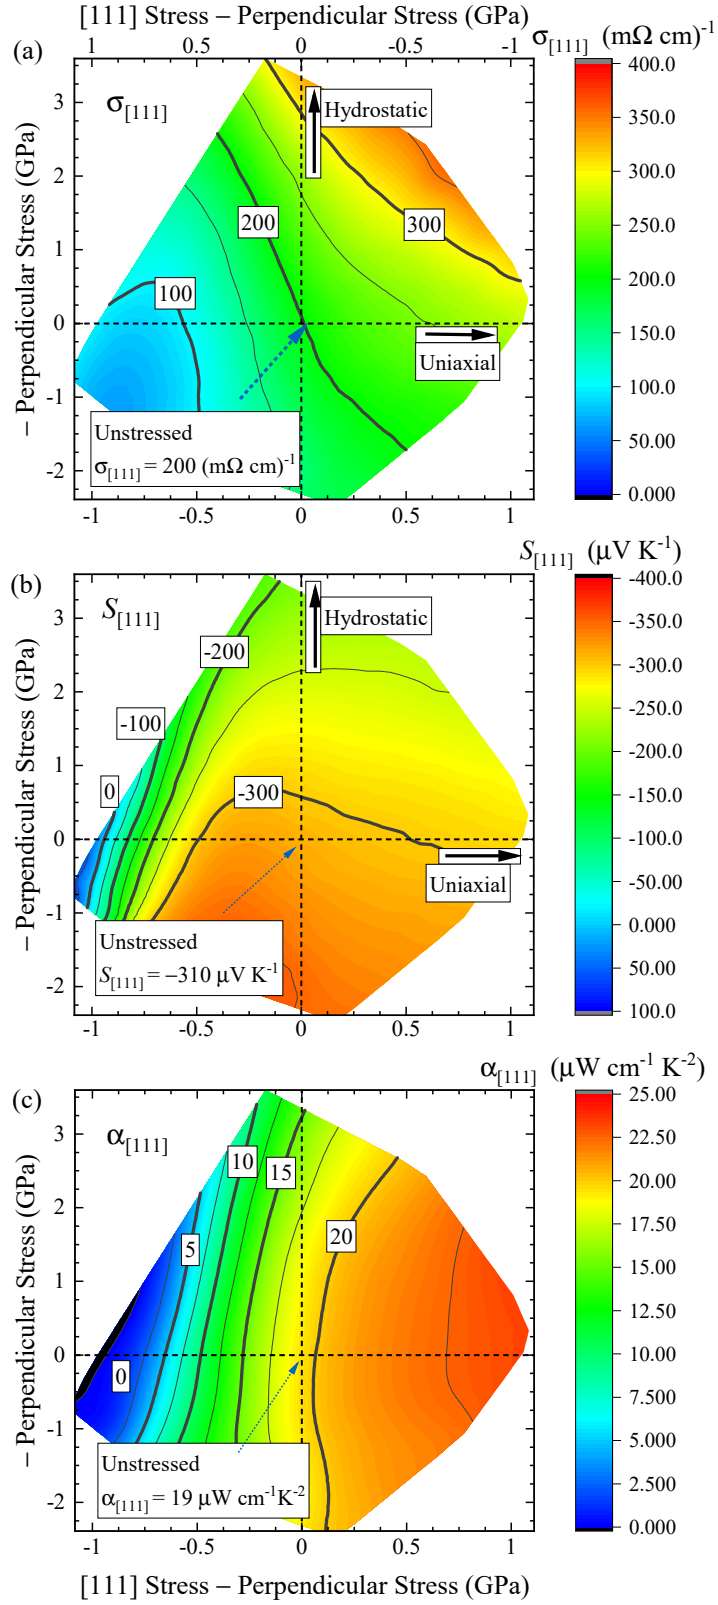 [111] Stress – Perpendicular Stress (GPa)
(a)
1 0.5 0 -0.5 -1
σ[111] (mΩ cm)-1
σ[111]
Hydrostatic
200
300
100
Uniaxial
Unstressed
σ[111] = 200 (mΩ cm)-1
– Perpendicular Stress (GPa)
3
2
1
0
-1
-2
-1 -0.5 0 0.5 1
400.0
350.0
300.0
250.0
200.0
150.0
100.0
50.00
0.000
(b)
S[111] (μV K-1)
S[111]
Hydrostatic
-200
-100
0
-300
Uniaxial
Unstressed
S[111] = –310 μV K-1
– Perpendicular Stress (GPa)
3
2
1
0
-1
-2
-1 -0.5 0 0.5 1
-400.0
-350.0
-300.0
-250.0
-200.0
-150.0
-100.0
-50.00
0.000
50.00
100.0
(c)
α[111] (μW cm-1 K-2)
α[111]
10
15
5
20
0
Unstressed
α[111] = 19 μW cm-1K-2
– Perpendicular Stress (GPa)
3
2
1
0
-1
-2
-1 -0.5 0 0.5 1
25.00
22.50
20.00
17.50
15.00
12.50
10.00
7.500
5.000
2.500
0.000
[111] Stress – Perpendicular Stress (GPa)